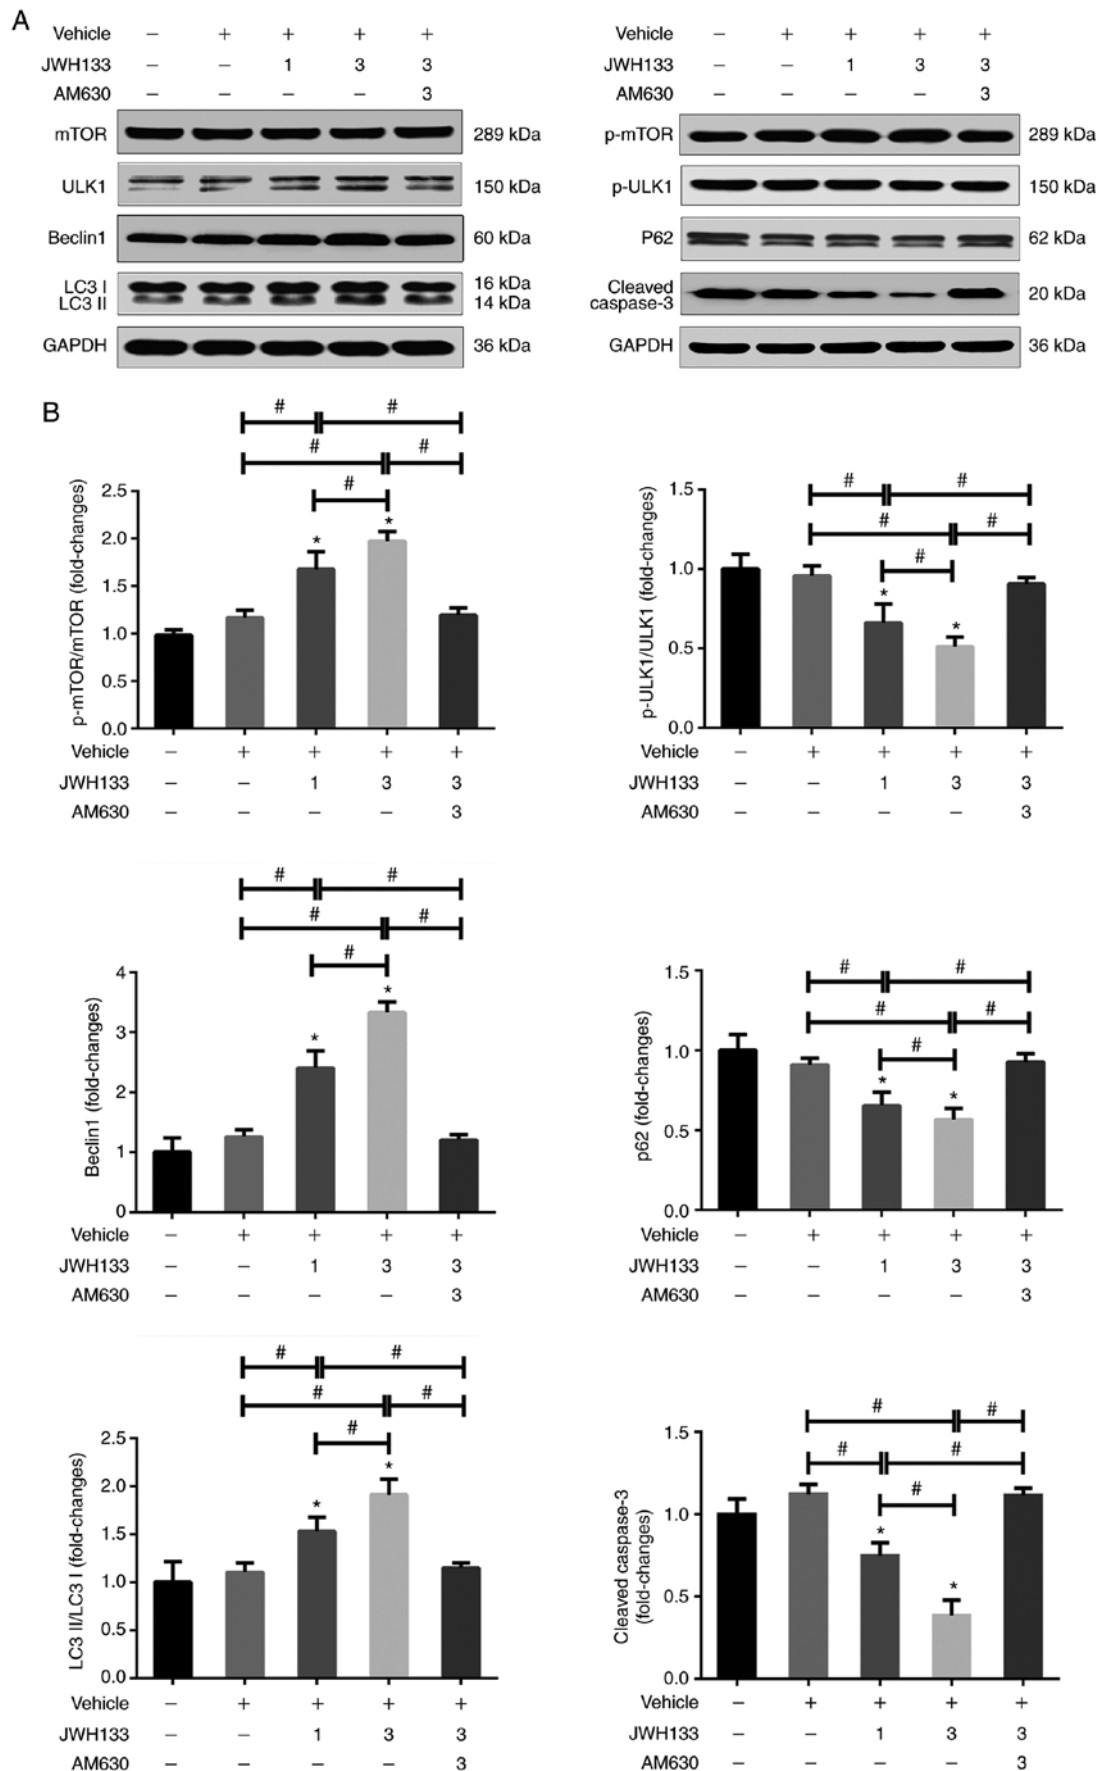 A
Vehicle − + + + +
JWH133 − − 1 3 3
AM630 − − − − 3
mTOR 289 kDa
ULK1 150 kDa
Beclin1 60 kDa
LC3 I 16 kDa
LC3 II 14 kDa
GAPDH 36 kDa
Vehicle − + + + +
JWH133 − − 1 3 3
AM630 − − − − 3
p-mTOR 289 kDa
p-ULK1 150 kDa
P62 62 kDa
Cleaved
caspase-3 20 kDa
GAPDH 36 kDa
B
# #
# #
#
* *
p-mTOR/mTOR (fold-changes)
2.5
2.0
1.5
1.0
0.5
0.0
Vehicle − + + + +
JWH133 − − 1 3 3
AM630 − − − − 3
# #
# #
#
* *
p-ULK1/ULK1 (fold-changes)
1.5
1.0
0.5
0.0
Vehicle − + + + +
JWH133 − − 1 3 3
AM630 − − − − 3
# #
# #
#
* *
Beclin1 (fold-changes)
4
3
2
1
0
Vehicle − + + + +
JWH133 − − 1 3 3
AM630 − − − − 3
# #
# #
#
* *
p62 (fold-changes)
1.5
1.0
0.5
0.0
Vehicle − + + + +
JWH133 − − 1 3 3
AM630 − − − − 3
# #
# #
#
* *
LC3 II/LC3 I (fold-changes)
2.5
2.0
1.5
1.0
0.5
0.0
Vehicle − + + + +
JWH133 − − 1 3 3
AM630 − − − − 3
# #
# #
#
* *
Cleaved caspase-3
(fold-changes)
1.5
1.0
0.5
0.0
Vehicle − + + + +
JWH133 − − 1 3 3
AM630 − − − − 3